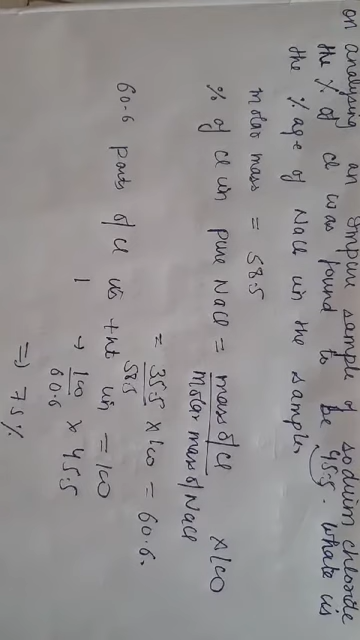 on analysing an impure sample of sodium chloride
the % of cl was found to be 45.5. what is
the % age of Nacl in the sample.
molar mass = 58.5
% of cl in pure Nacl = mass of cl / molar mass of Nacl × 100
= 35.5 / 58.5 × 100 = 60.6.
60.6 parts of cl is in = 100
1 → 100 / 60.6 × 45.5
⇒ 75%